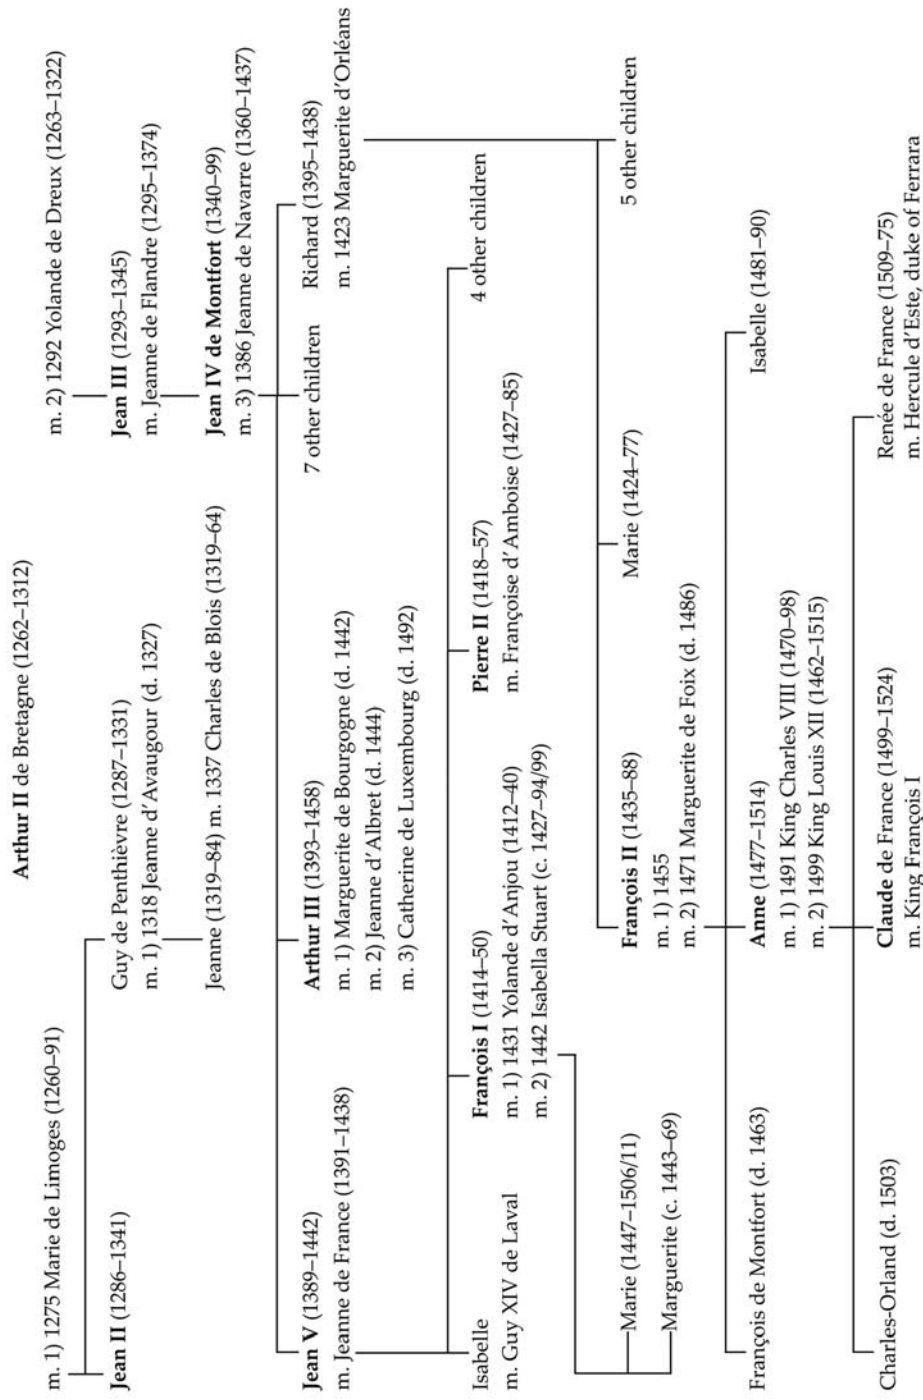 Arthur II de Bretagne (1262–1312)
m. 1) 1275 Marie de Limoges (1260–91)
m. 2) 1292 Yolande de Dreux (1263–1322)
Jean II (1286–1341)
Guy de Penthièvre (1287–1331)
m. 1) 1318 Jeanne d'Avaugour (d. 1327)
Jean III (1293–1345)
m. Jeanne de Flandre (1295–1374)
Jeanne (1319–84) m. 1337 Charles de Blois (1319–64)
Jean IV de Montfort (1340–99)
m. 3) 1386 Jeanne de Navarre (1360–1437)
Jean V (1389–1442)
m. Jeanne de France (1391–1438)
Arthur III (1393–1458)
m. 1) Marguerite de Bourgogne (d. 1442)
m. 2) Jeanne d'Albret (d. 1444)
m. 3) Catherine de Luxembourg (d. 1492)
7 other children
Richard (1395–1438)
m. 1423 Marguerite d'Orléans
Isabelle
m. Guy XIV de Laval
François I (1414–50)
m. 1) 1431 Yolande d'Anjou (1412–40)
m. 2) 1442 Isabella Stuart (c. 1427–94/99)
Pierre II (1418–57)
m. Françoise d'Amboise (1427–85)
4 other children
Marie (1447–1506/11)
Marguerite (c. 1443–69)
François II (1435–88)
m. 1) 1455
m. 2) 1471 Marguerite de Foix (d. 1486)
Marie (1424–77)
5 other children
François de Montfort (d. 1463)
Anne (1477–1514)
m. 1) 1491 King Charles VIII (1470–98)
m. 2) 1499 King Louis XII (1462–1515)
Isabelle (1481–90)
Charles-Orland (d. 1503)
Claude de France (1499–1524)
m. King François I
Renée de France (1509–75)
m. Hercule d'Este, duke of Ferrara